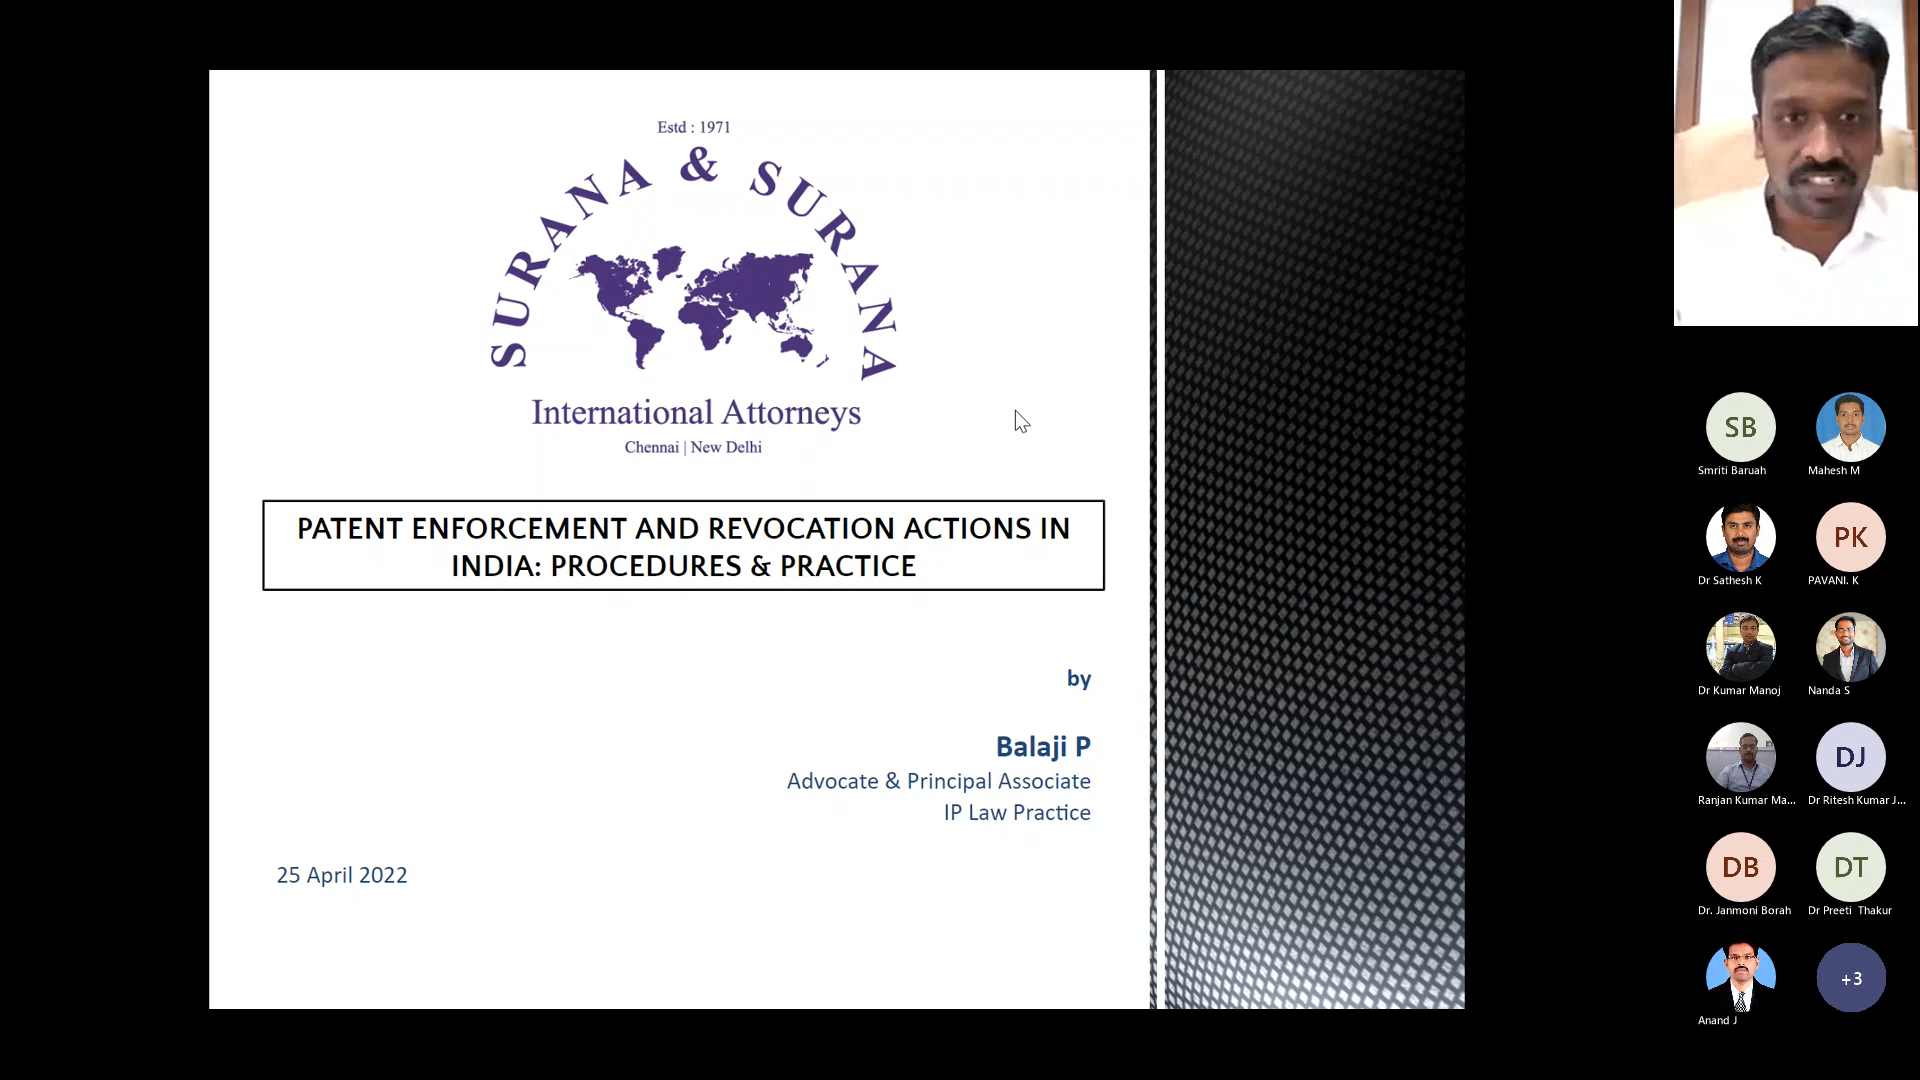 Estd : 1971
SURANA & SURANA
International Attorneys
Chennai | New Delhi
PATENT ENFORCEMENT AND REVOCATION ACTIONS IN
INDIA: PROCEDURES & PRACTICE
by
Balaji P
Advocate & Principal Associate
IP Law Practice
25 April 2022
SB
Smriti Baruah
Mahesh M
Dr Sathesh K
PK
PAVANI. K
Dr Kumar Manoj
Nanda S
Ranjan Kumar Ma...
DJ
Dr Ritesh Kumar J...
DB
Dr. Janmoni Borah
DT
Dr Preeti Thakur
Anand J
+3